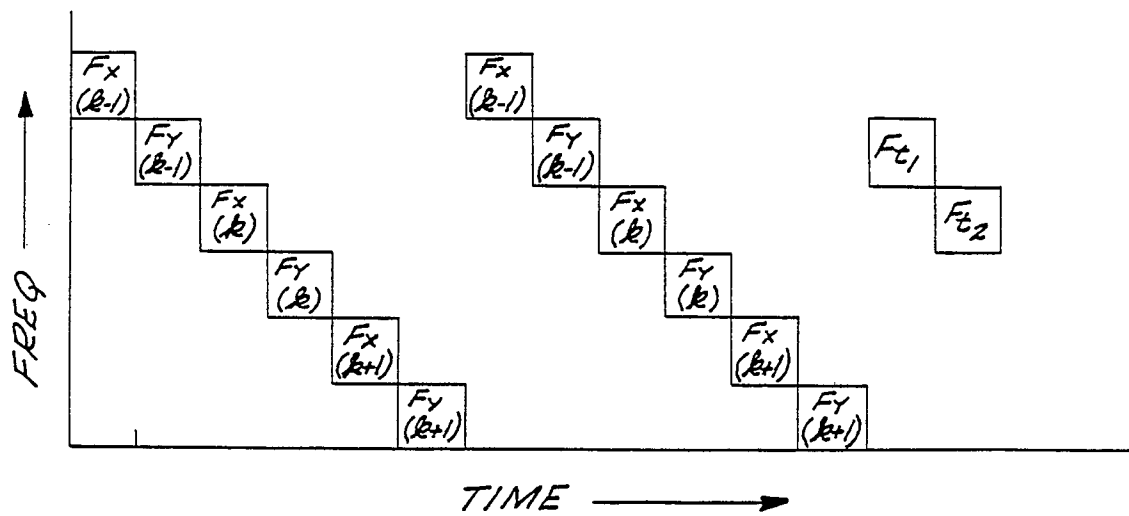 Fx
(k-1)
FY
(k-1)
Fx
(k)
FY
(k)
Fx
(k+1)
FY
(k+1)
Fx
(k-1)
FY
(k-1)
Fx
(k)
FY
(k)
Fx
(k+1)
FY
(k+1)
Ft1
Ft2
FREQ
TIME